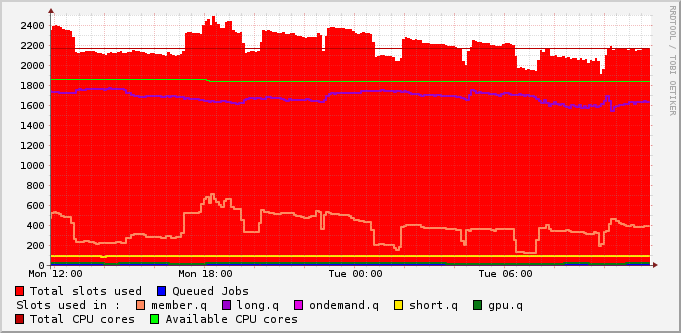 RRDTOOL / TOBI OETIKER
2400
2200
2000
1800
1600
1400
1200
1000
800
600
400
200
0
Mon 12:00 Mon 18:00 Tue 00:00 Tue 06:00
Total slots used Queued Jobs
Slots used in : member.q long.q ondemand.q short.q gpu.q
Total CPU cores Available CPU cores